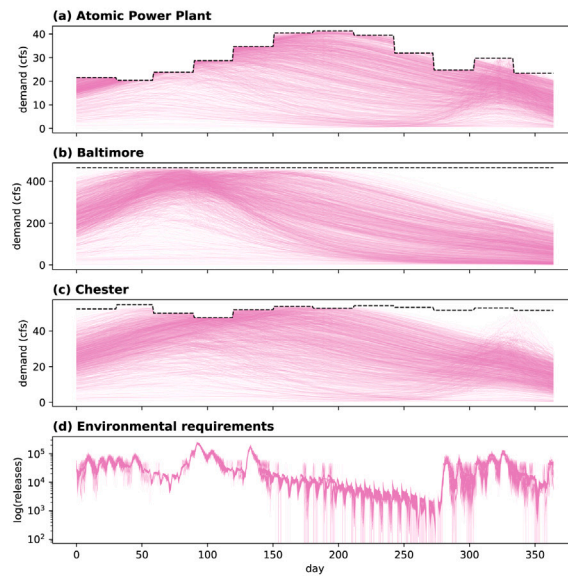 (a) Atomic Power Plant
demand (cfs)
40
30
20
10
0
(b) Baltimore
demand (cfs)
400
200
0
(c) Chester
demand (cfs)
40
20
0
(d) Environmental requirements
log(releases)
10⁵
10⁴
10³
10²
0 50 100 150 200 250 300 350
day